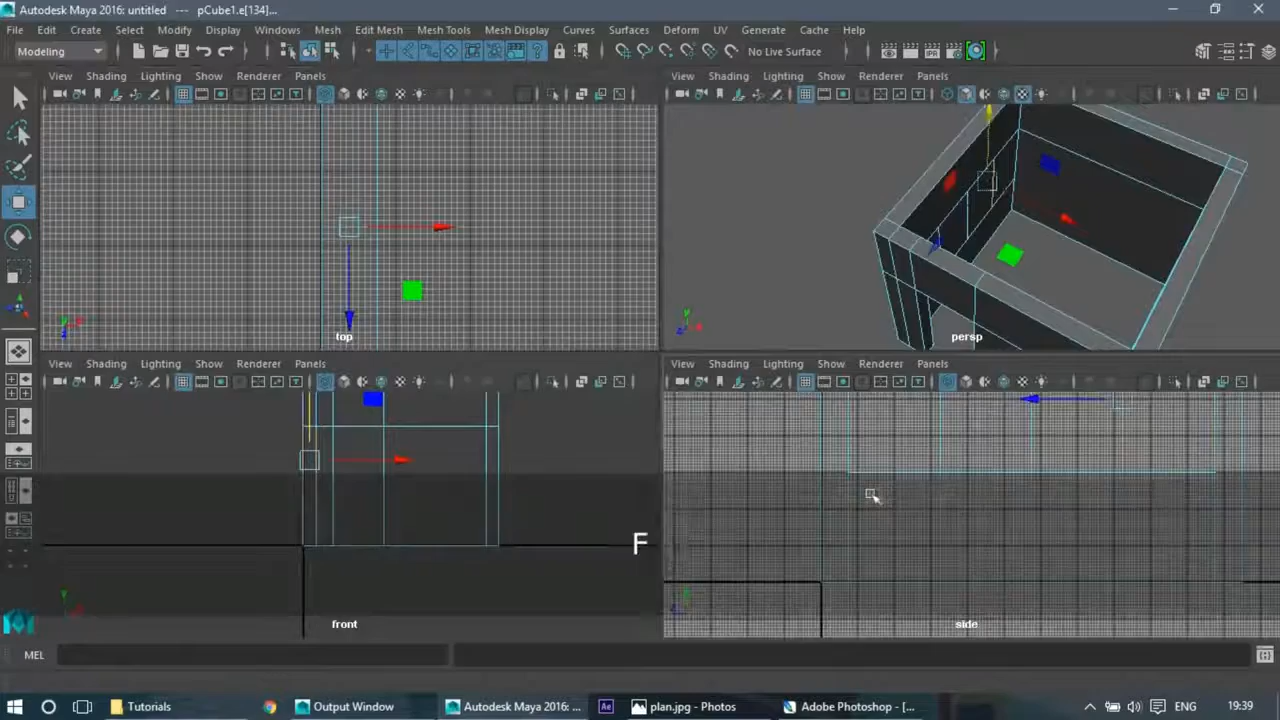 Autodesk Maya 2016: untitled --- pCube1.e[134]...
File Edit Create Select Modify Display Windows Mesh Edit Mesh Mesh Tools Mesh Display Curves Surfaces Deform UV Generate Cache Help
Modeling No Live Surface
View Shading Lighting Show Renderer Panels
View Shading Lighting Show Renderer Panels
top
persp
View Shading Lighting Show Renderer Panels
View Shading Lighting Show Renderer Panels
F
front
side
MEL
Tutorials Output Window Autodesk Maya 2016: ... Ae plan.jpg - Photos Adobe Photoshop - [... ENG 19:39